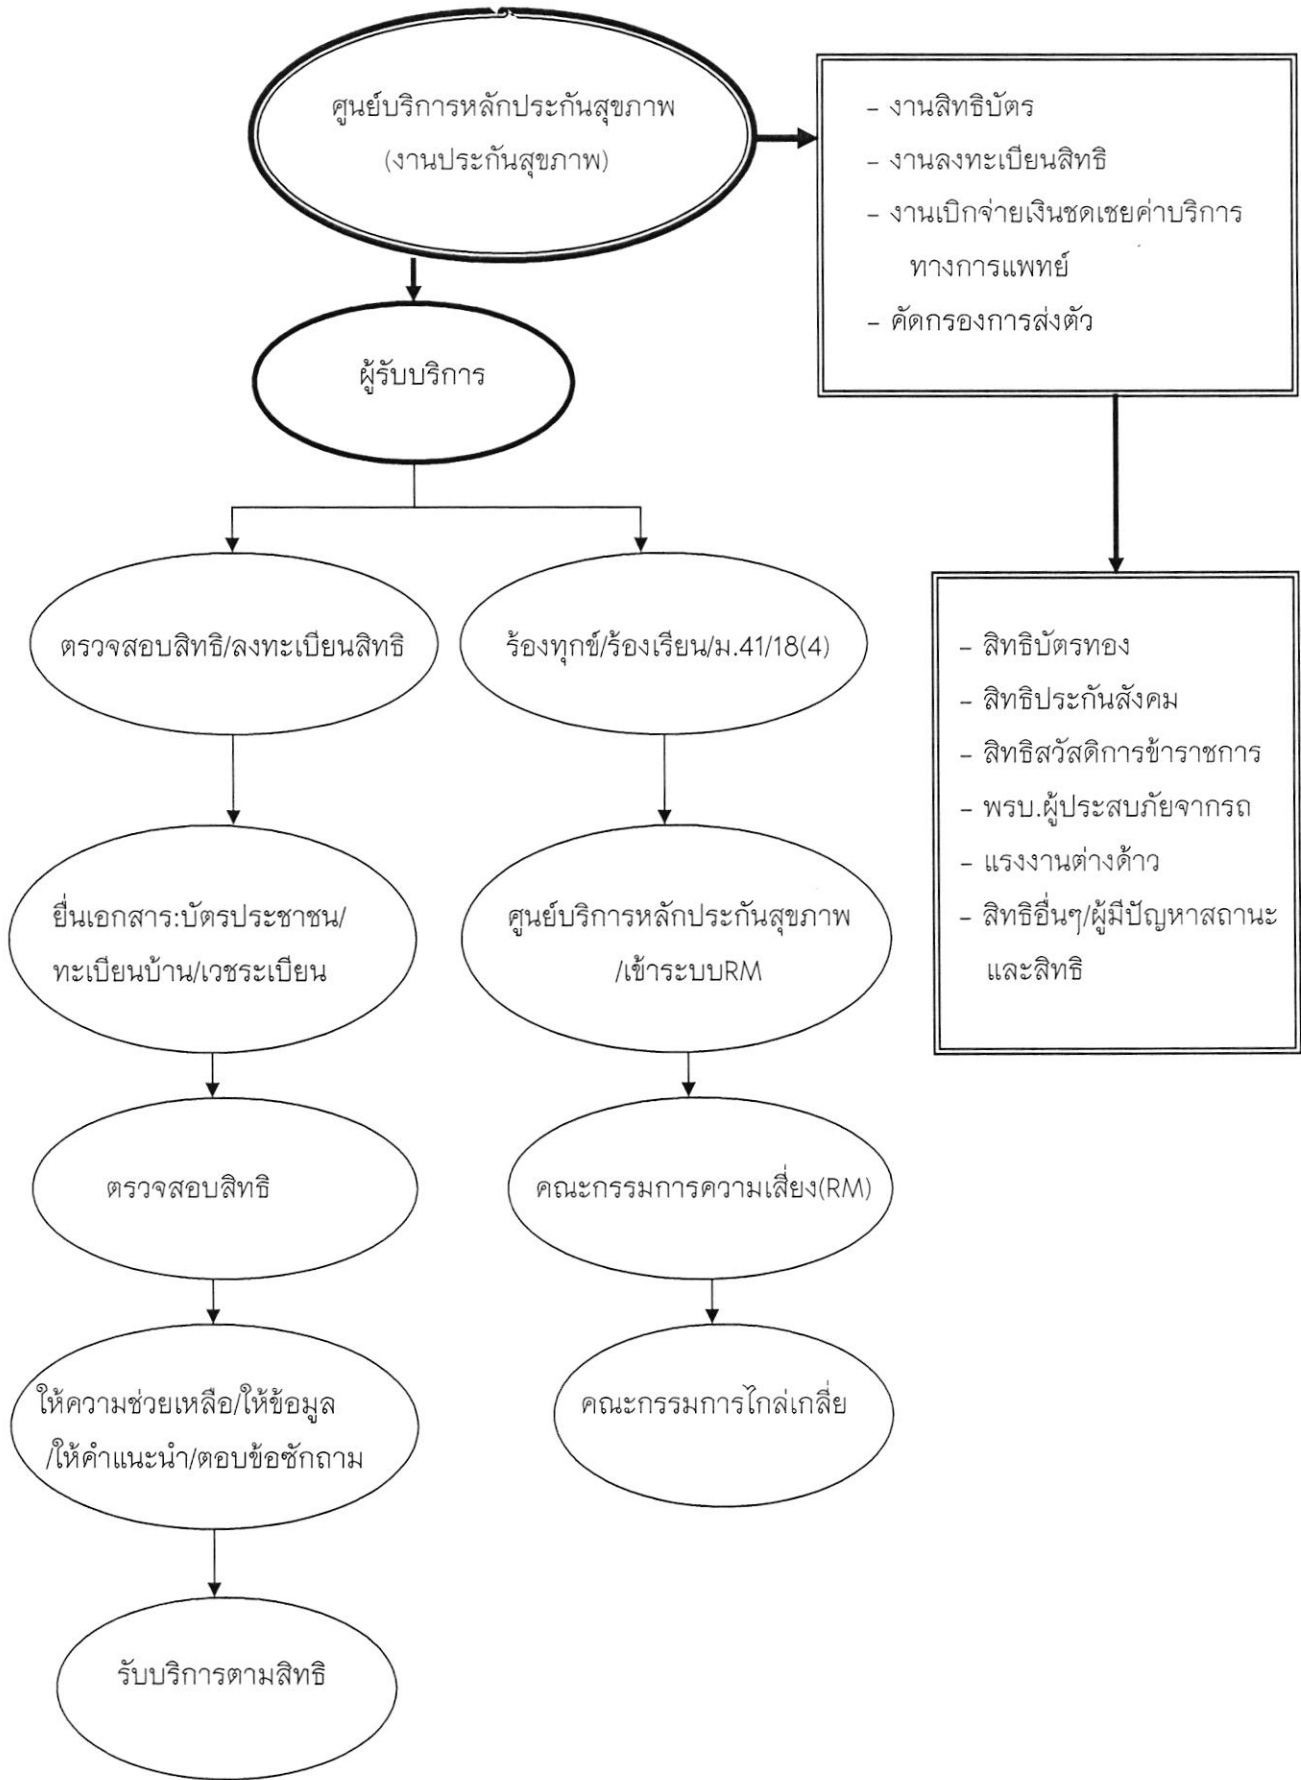 ศูนย์บริการหลักประกันสุขภาพ
(งานประกันสุขภาพ)
- งานสิทธิบัตร
- งานลงทะเบียนสิทธิ
- งานเบิกจ่ายเงินชดเชยค่าบริการ
ทางการแพทย์
- คัดกรองการส่งตัว
ผู้รับบริการ
ตรวจสอบสิทธิ/ลงทะเบียนสิทธิ
ร้องทุกข์/ร้องเรียน/ม.41/18(4)
- สิทธิบัตรทอง
- สิทธิประกันสังคม
- สิทธิสวัสดิการข้าราชการ
- พรบ.ผู้ประสบภัยจากรถ
- แรงงานต่างด้าว
- สิทธิอื่นๆ/ผู้มีปัญหาสถานะ
และสิทธิ
ยื่นเอกสาร:บัตรประชาชน/
ทะเบียนบ้าน/เวชระเบียน
ศูนย์บริการหลักประกันสุขภาพ
/เข้าระบบRM
ตรวจสอบสิทธิ
คณะกรรมการความเสี่ยง(RM)
ให้ความช่วยเหลือ/ให้ข้อมูล
/ให้คำแนะนำ/ตอบข้อซักถาม
คณะกรรมการไกล่เกลี่ย
รับบริการตามสิทธิ